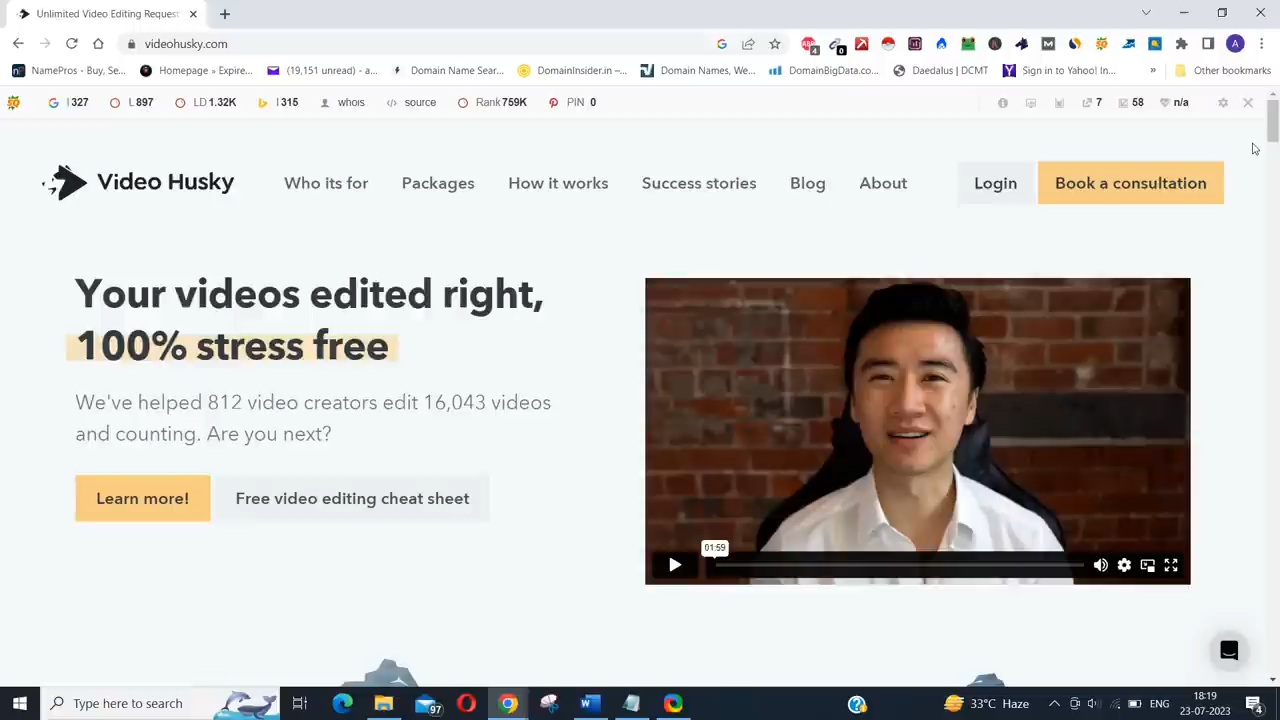 Unlimited Video Editing Request
videohusky.com
4
0
A
NamePros - Buy, Se...
Homepage » Expire...
(19,151 unread) - a...
Domain Name Sear...
DomainInsider.in –...
Domain Names, We...
DomainBigData.co...
Daedalus | DCMT
Sign in to Yahoo! In...
»
Other bookmarks
I 327
L 897
LD 1.32K
I 315
whois
source
Rank 759K
PIN 0
7
58
n/a
Video Husky
Who its for
Packages
How it works
Success stories
Blog
About
Login
Book a consultation
Your videos edited right,
100% stress free
We've helped 812 video creators edit 16,043 videos
and counting. Are you next?
Learn more!
Free video editing cheat sheet
01:59
Type here to search
97
33°C Haze
ENG
18:19
23-07-2023
4